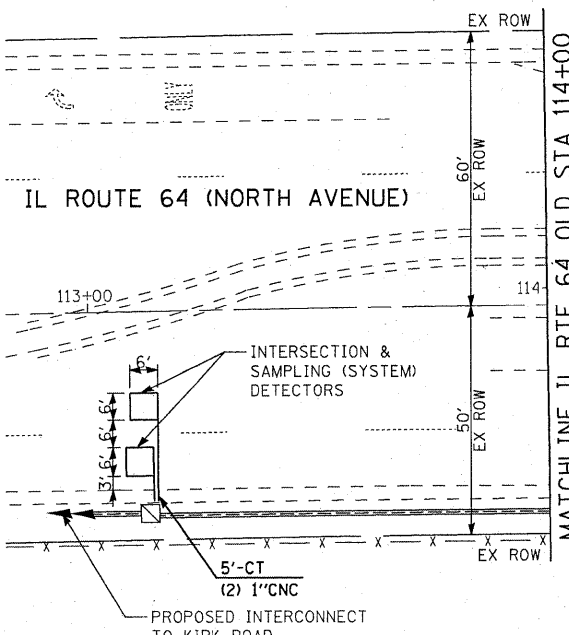 EX ROW
60'
EX ROW
IL ROUTE 64 (NORTH AVENUE)
MATCHLINE IL RTE 64 OLD STA 114+00
113+00
114
6'
INTERSECTION &
SAMPLING (SYSTEM)
DETECTORS
6'
6'
6'
3'
50'
EX ROW
EX ROW
5'-CT
(2) 1"CNC
PROPOSED INTERCONNECT
TO KIRK ROAD